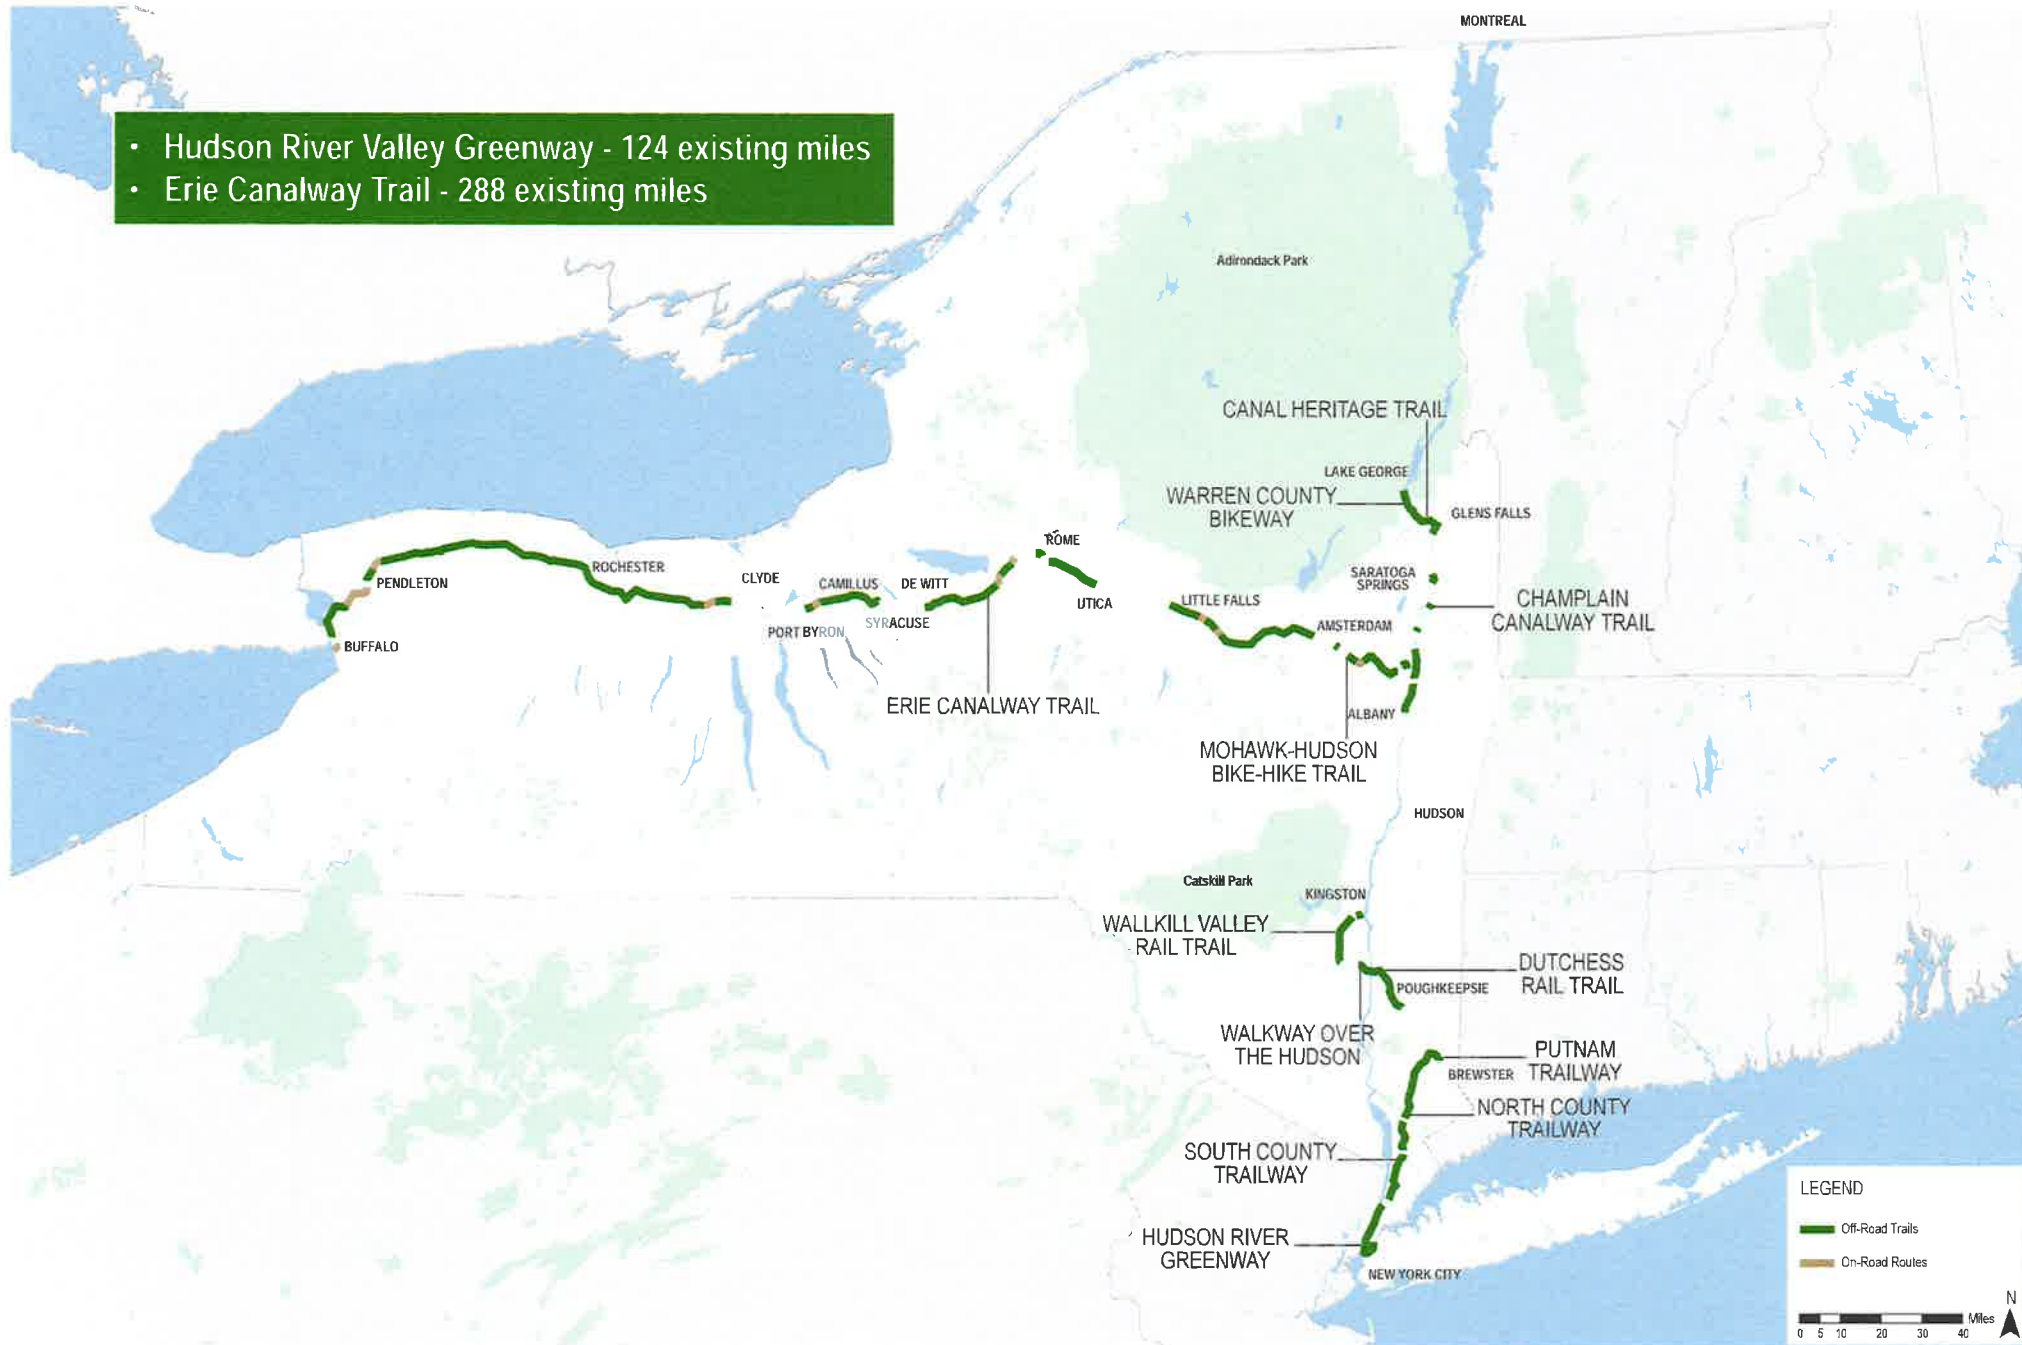 MONTREAL
• Hudson River Valley Greenway - 124 existing miles
• Erie Canalway Trail - 288 existing miles
Adirondack Park
CANAL HERITAGE TRAIL
LAKE GEORGE
WARREN COUNTY
BIKEWAY
GLENS FALLS
ROME
ROCHESTER
CLYDE
CAMILLUS
DE WITT
PENDLETON
SARATOGA
SPRINGS
UTICA
LITTLE FALLS
CHAMPLAIN
CANALWAY TRAIL
PORT BYRON
SYRACUSE
AMSTERDAM
BUFFALO
ERIE CANALWAY TRAIL
ALBANY
MOHAWK-HUDSON
BIKE-HIKE TRAIL
HUDSON
Catskill Park
KINGSTON
WALLKILL VALLEY
RAIL TRAIL
DUTCHESS
RAIL TRAIL
POUGHKEEPSIE
WALKWAY OVER
THE HUDSON
PUTNAM
TRAILWAY
BREWSTER
NORTH COUNTY
TRAILWAY
SOUTH COUNTY
TRAILWAY
HUDSON RIVER
GREENWAY
NEW YORK CITY
LEGEND
Off-Road Trails
On-Road Routes
N
Miles
0 5 10 20 30 40